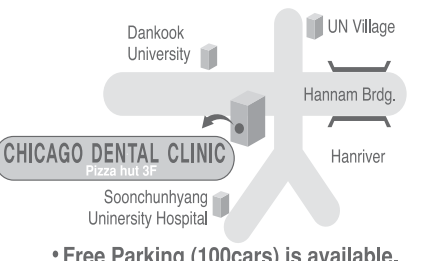 Dankook
University
UN Village
Hannam Brdg.
CHICAGO DENTAL CLINIC
Pizza hut 3F
Hanriver
Soonchunhyang
Uninersity Hospital
• Free Parking (100cars) is available.